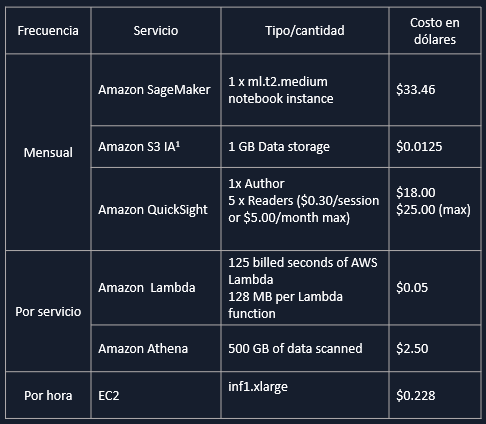 Frecuencia
Servicio
Tipo/cantidad
Costo en
dólares
Mensual
Amazon SageMaker
1 x ml.t2.medium
notebook instance
$33.46
Amazon S3 IA¹
1 GB Data storage
$0.0125
Amazon QuickSight
1x Author
5 x Readers ($0.30/session
or $5.00/month max)
$18.00
$25.00 (max)
Por servicio
Amazon  Lambda
125 billed seconds of AWS
Lambda
128 MB per Lambda
function
$0.05
Amazon Athena
500 GB of data scanned
$2.50
Por hora
EC2
inf1.xlarge
$0.228